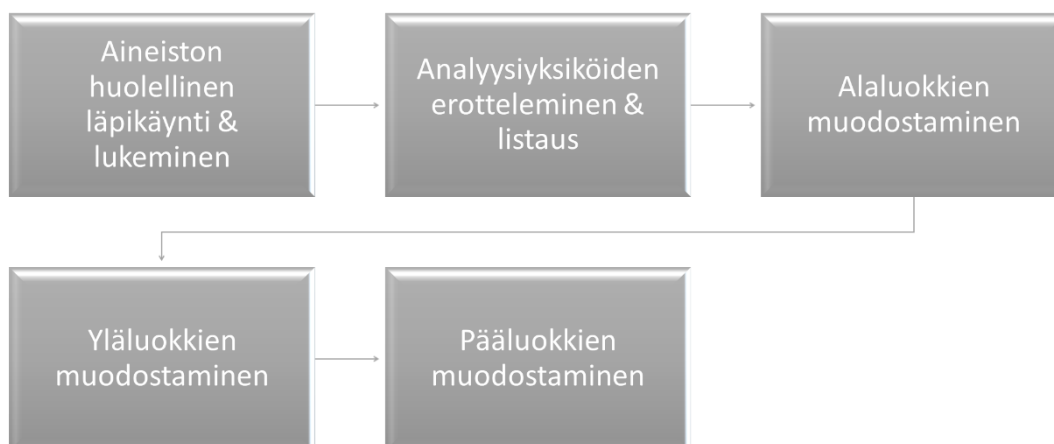 Aineiston
huolellinen
läpikäynti &
lukeminen
Analyysiyksiköiden
erotteleminen &
listaus
Alaluokkien
muodostaminen
Yläluokkien
muodostaminen
Pääluokkien
muodostaminen